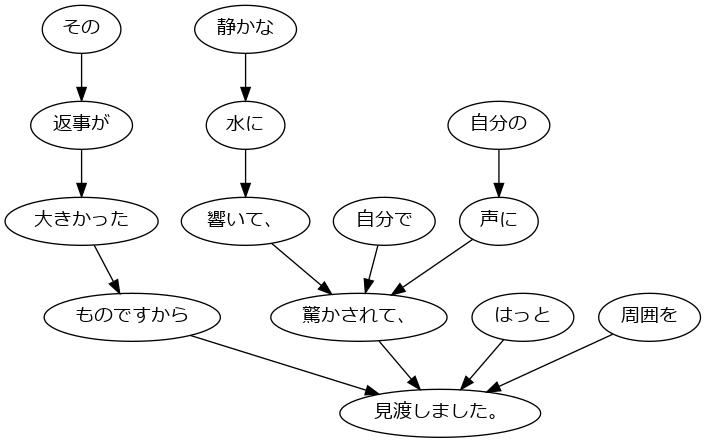 その
静かな
返事が
水に
自分の
大きかった
響いて、
自分で
声に
ものですから
驚かされて、
はっと
周囲を
見渡しました。